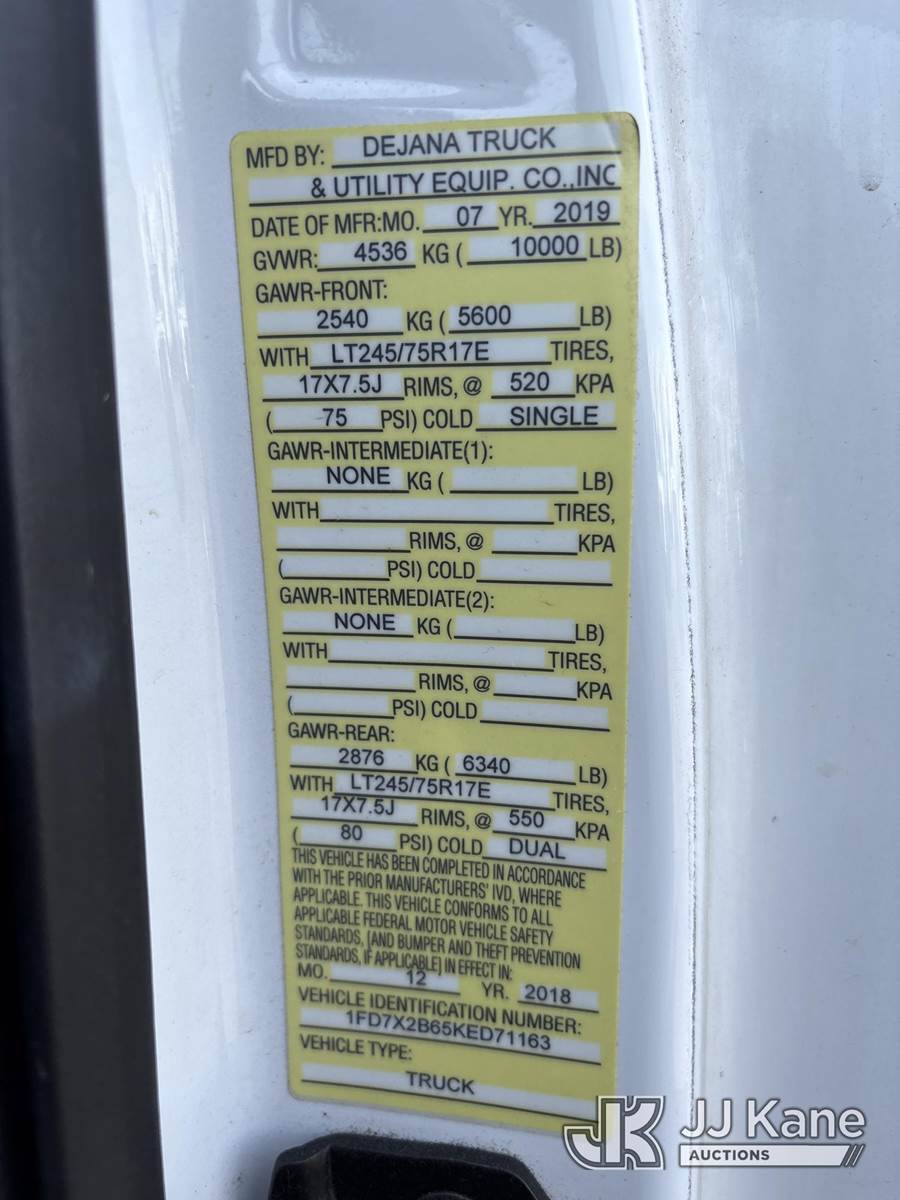 MFD BY: DEJANA TRUCK
& UTILITY EQUIP. CO.,INC
DATE OF MFR:MO. 07 YR. 2019
GVWR: 4536 KG ( 10000 LB)
GAWR-FRONT:
2540 KG ( 5600 LB)
WITH LT245/75R17E TIRES,
17X7.5J RIMS, @ 520 KPA
( 75 PSI) COLD SINGLE
GAWR-INTERMEDIATE(1):
NONE KG ( LB)
WITH TIRES,
RIMS, @ KPA
( PSI) COLD
GAWR-INTERMEDIATE(2):
NONE KG ( LB)
WITH TIRES,
RIMS, @ KPA
( PSI) COLD
GAWR-REAR:
2876 KG ( 6340 LB)
WITH LT245/75R17E TIRES,
17X7.5J RIMS, @ 550 KPA
( 80 PSI) COLD DUAL
THIS VEHICLE HAS BEEN COMPLETED IN ACCORDANCE
WITH THE PRIOR MANUFACTURERS' IVD, WHERE
APPLICABLE. THIS VEHICLE CONFORMS TO ALL
APPLICABLE FEDERAL MOTOR VEHICLE SAFETY
STANDARDS, [AND BUMPER AND THEFT PREVENTION
STANDARDS, IF APPLICABLE] IN EFFECT IN:
MO. 12 YR. 2018
VEHICLE IDENTIFICATION NUMBER:
1FD7X2B65KED71163
VEHICLE TYPE:
TRUCK
JK JJ Kane
AUCTIONS